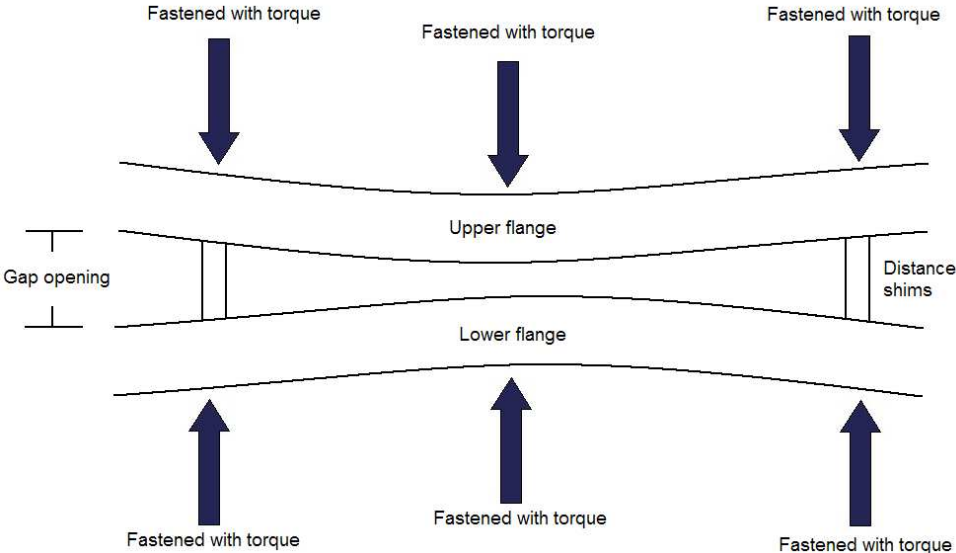 Fastened with torque
Fastened with torque
Fastened with torque
Upper flange
Gap opening
Distance
shims
Lower flange
Fastened with torque
Fastened with torque
Fastened with torque